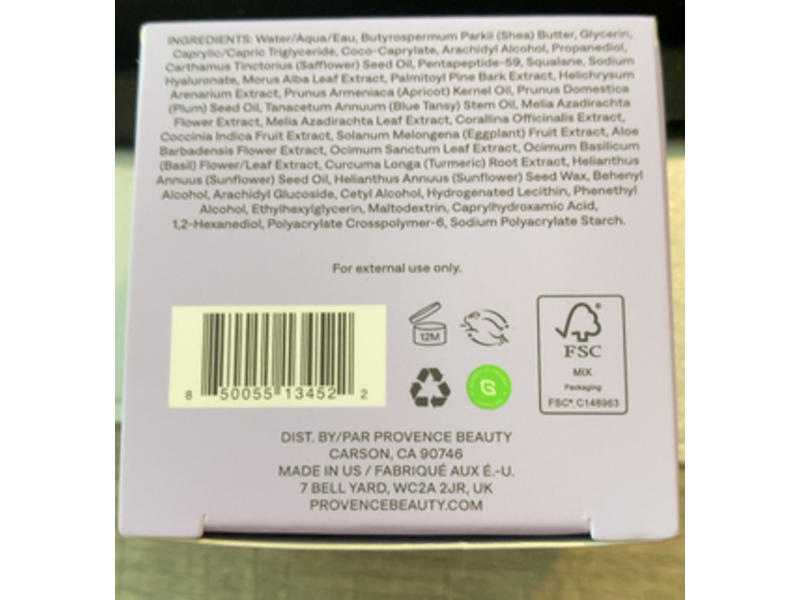 INGREDIENTS: Water/Aqua/Eau, Butyrospermum Parkii (Shea) Butter, Glycerin,
Caprylic/Capric Triglyceride, Coco-Caprylate, Arachidyl Alcohol, Propanediol,
Carthamus Tinctorius (Safflower) Seed Oil, Pentapeptide-59, Squalane, Sodium
Hyaluronate, Morus Alba Leaf Extract, Palmitoyl Pine Bark Extract, Helichrysum
Arenarium Extract, Prunus Armeniaca (Apricot) Kernel Oil, Prunus Domestica
(Plum) Seed Oil, Tanacetum Annuum (Blue Tansy) Stem Oil, Melia Azadirachta
Flower Extract, Melia Azadirachta Leaf Extract, Corallina Officinalis Extract,
Coccinia Indica Fruit Extract, Solanum Melongena (Eggplant) Fruit Extract, Aloe
Barbadensis Flower Extract, Ocimum Sanctum Leaf Extract, Ocimum Basilicum
(Basil) Flower/Leaf Extract, Curcuma Longa (Turmeric) Root Extract, Helianthus
Annuus (Sunflower) Seed Oil, Helianthus Annuus (Sunflower) Seed Wax, Behenyl
Alcohol, Arachidyl Glucoside, Cetyl Alcohol, Hydrogenated Lecithin, Phenethyl
Alcohol, Ethylhexylglycerin, Maltodextrin, Caprylhydroxamic Acid,
1,2-Hexanediol, Polyacrylate Crosspolymer-6, Sodium Polyacrylate Starch.
For external use only.
8 50055 13452 2
12M
FSC
MIX
Packaging
FSC® C148963
DIST. BY/PAR PROVENCE BEAUTY
CARSON, CA 90746
MADE IN US / FABRIQUÉ AUX É.-U.
7 BELL YARD, WC2A 2JR, UK
PROVENCEBEAUTY.COM